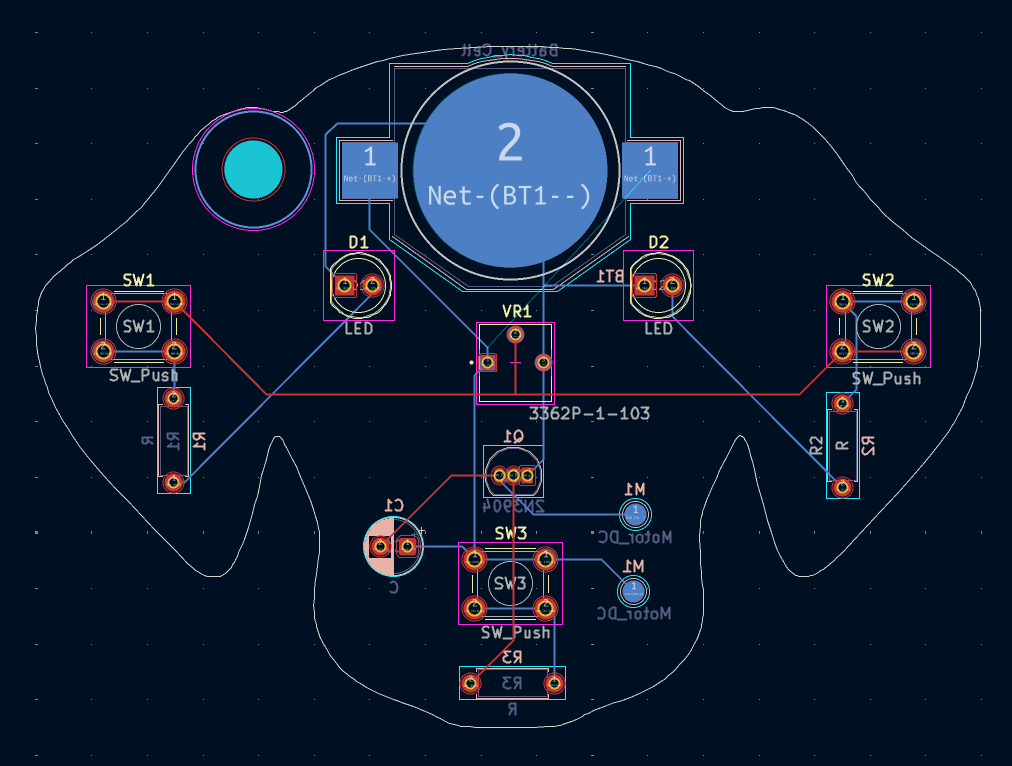 Battery_Cell
2
Net-(BT1--)
1
Net-(BT1-+)
1
Net-(BT1-+)
D1
LED
D2
LED
BT1
SW1
SW1
SW_Push
SW2
SW2
SW_Push
VR1
3362P-1-103
R
R1
R1
R2
R
R2
Q1
2N3904
M1
1
Motor_DC
C1
+
C
SW3
SW3
SW_Push
M1
1
Motor_DC
R3
R3
R